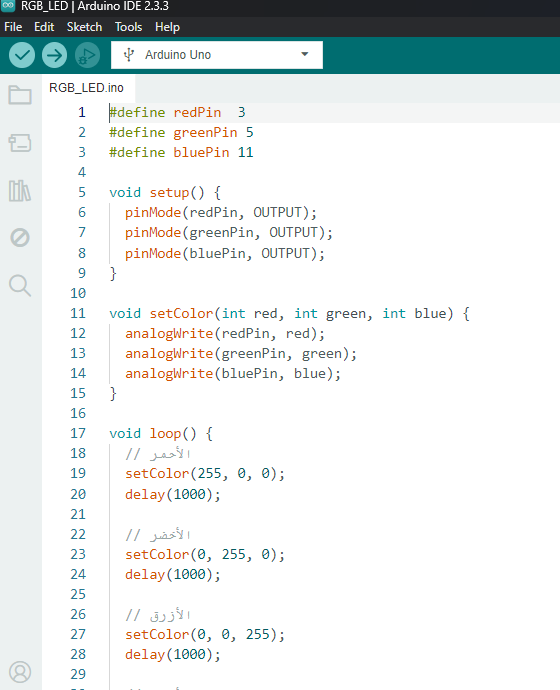 RGB_LED | Arduino IDE 2.3.3
File Edit Sketch Tools Help
Arduino Uno
RGB_LED.ino
1 #define redPin  3
2 #define greenPin 5
3 #define bluePin 11
4
5 void setup() {
6   pinMode(redPin, OUTPUT);
7   pinMode(greenPin, OUTPUT);
8   pinMode(bluePin, OUTPUT);
9 }
10
11 void setColor(int red, int green, int blue) {
12   analogWrite(redPin, red);
13   analogWrite(greenPin, green);
14   analogWrite(bluePin, blue);
15 }
16
17 void loop() {
18   // الأحمر
19   setColor(255, 0, 0);
20   delay(1000);
21
22   // الأخضر
23   setColor(0, 255, 0);
24   delay(1000);
25
26   // الأزرق
27   setColor(0, 0, 255);
28   delay(1000);
29